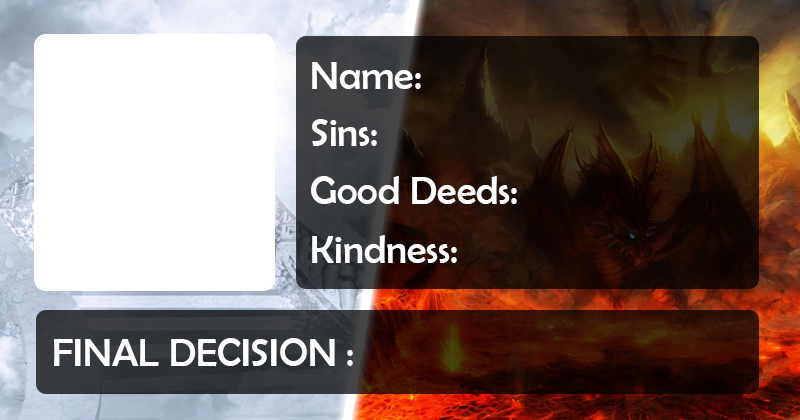 Name:
Sins:
Good Deeds:
Kindness:
FINAL DECISION :